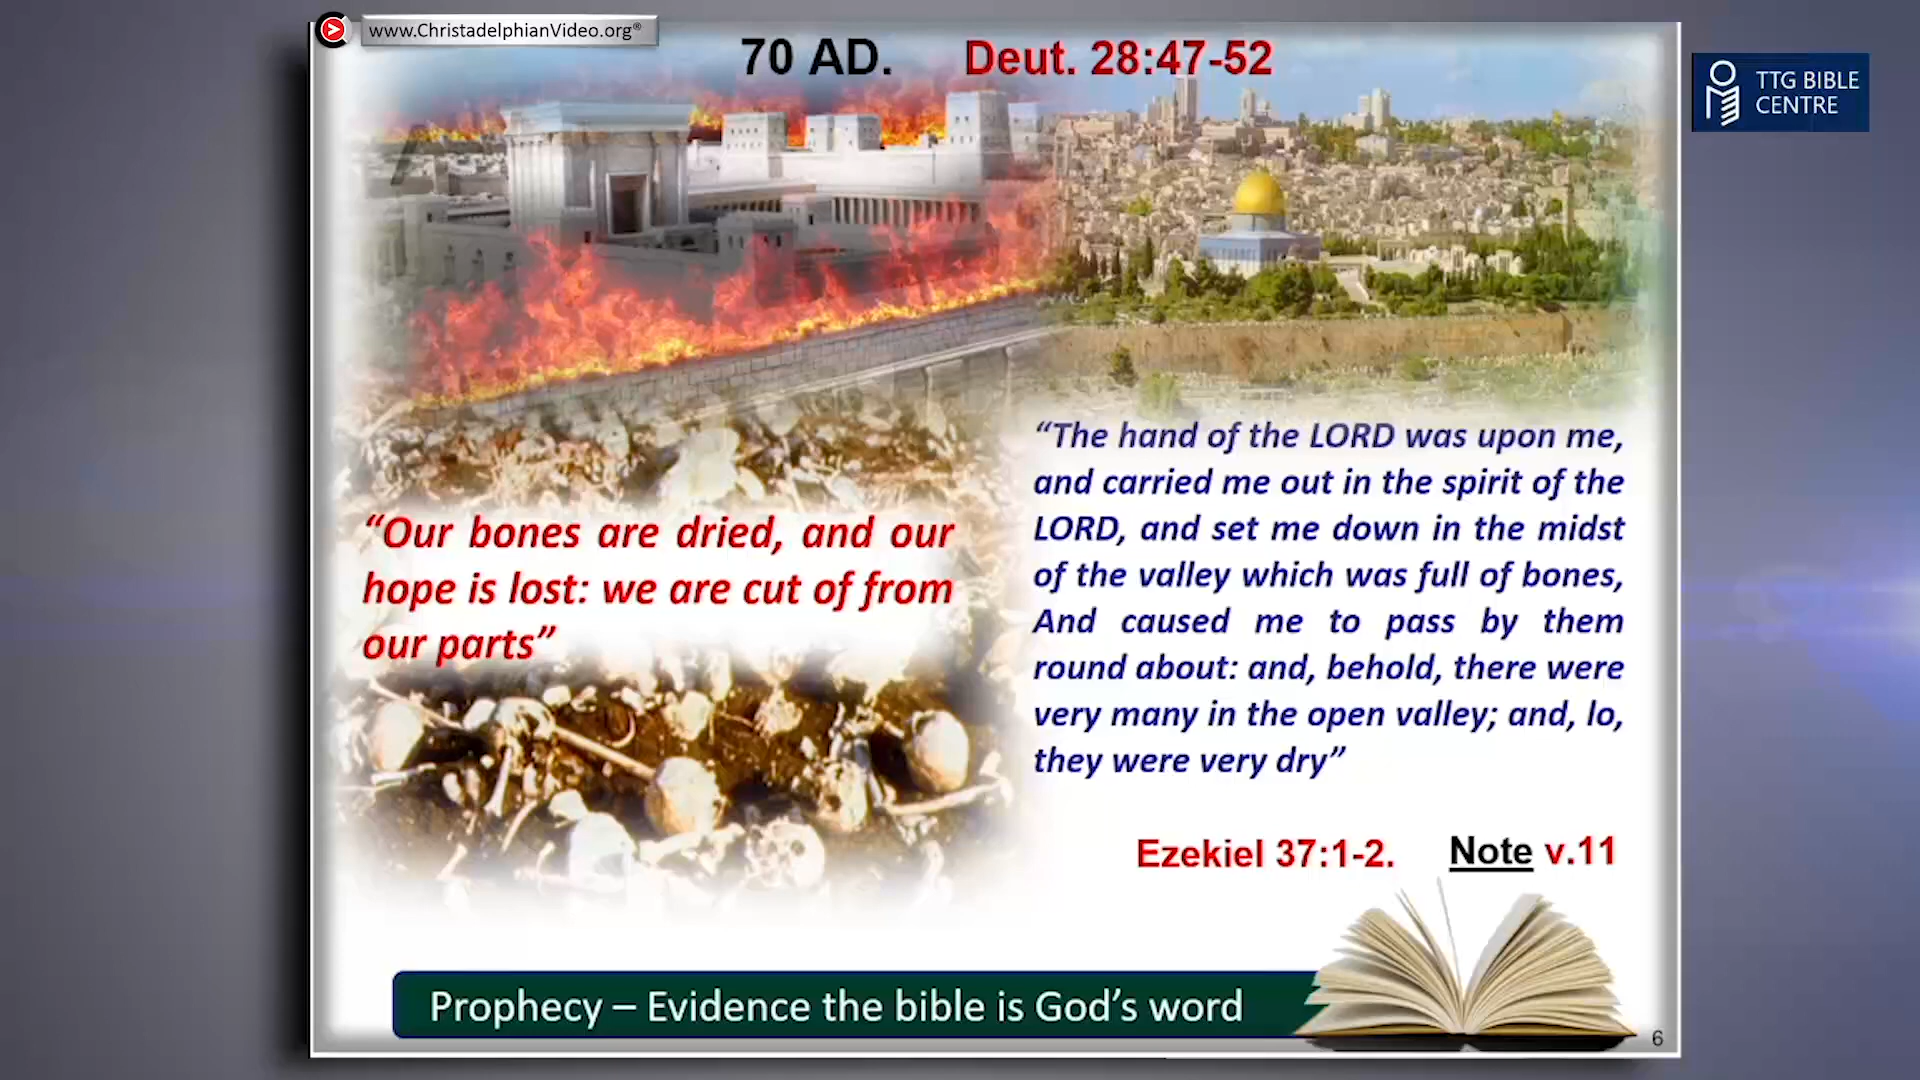 www.ChristadelphianVideo.org®
70 AD. Deut. 28:47-52
TTG BIBLE
CENTRE
“The hand of the LORD was upon me,
and carried me out in the spirit of the
LORD, and set me down in the midst
of the valley which was full of bones,
And caused me to pass by them
round about: and, behold, there were
very many in the open valley; and, lo,
they were very dry”
“Our bones are dried, and our
hope is lost: we are cut of from
our parts”
Ezekiel 37:1-2. Note v.11
Prophecy – Evidence the bible is God’s word
6